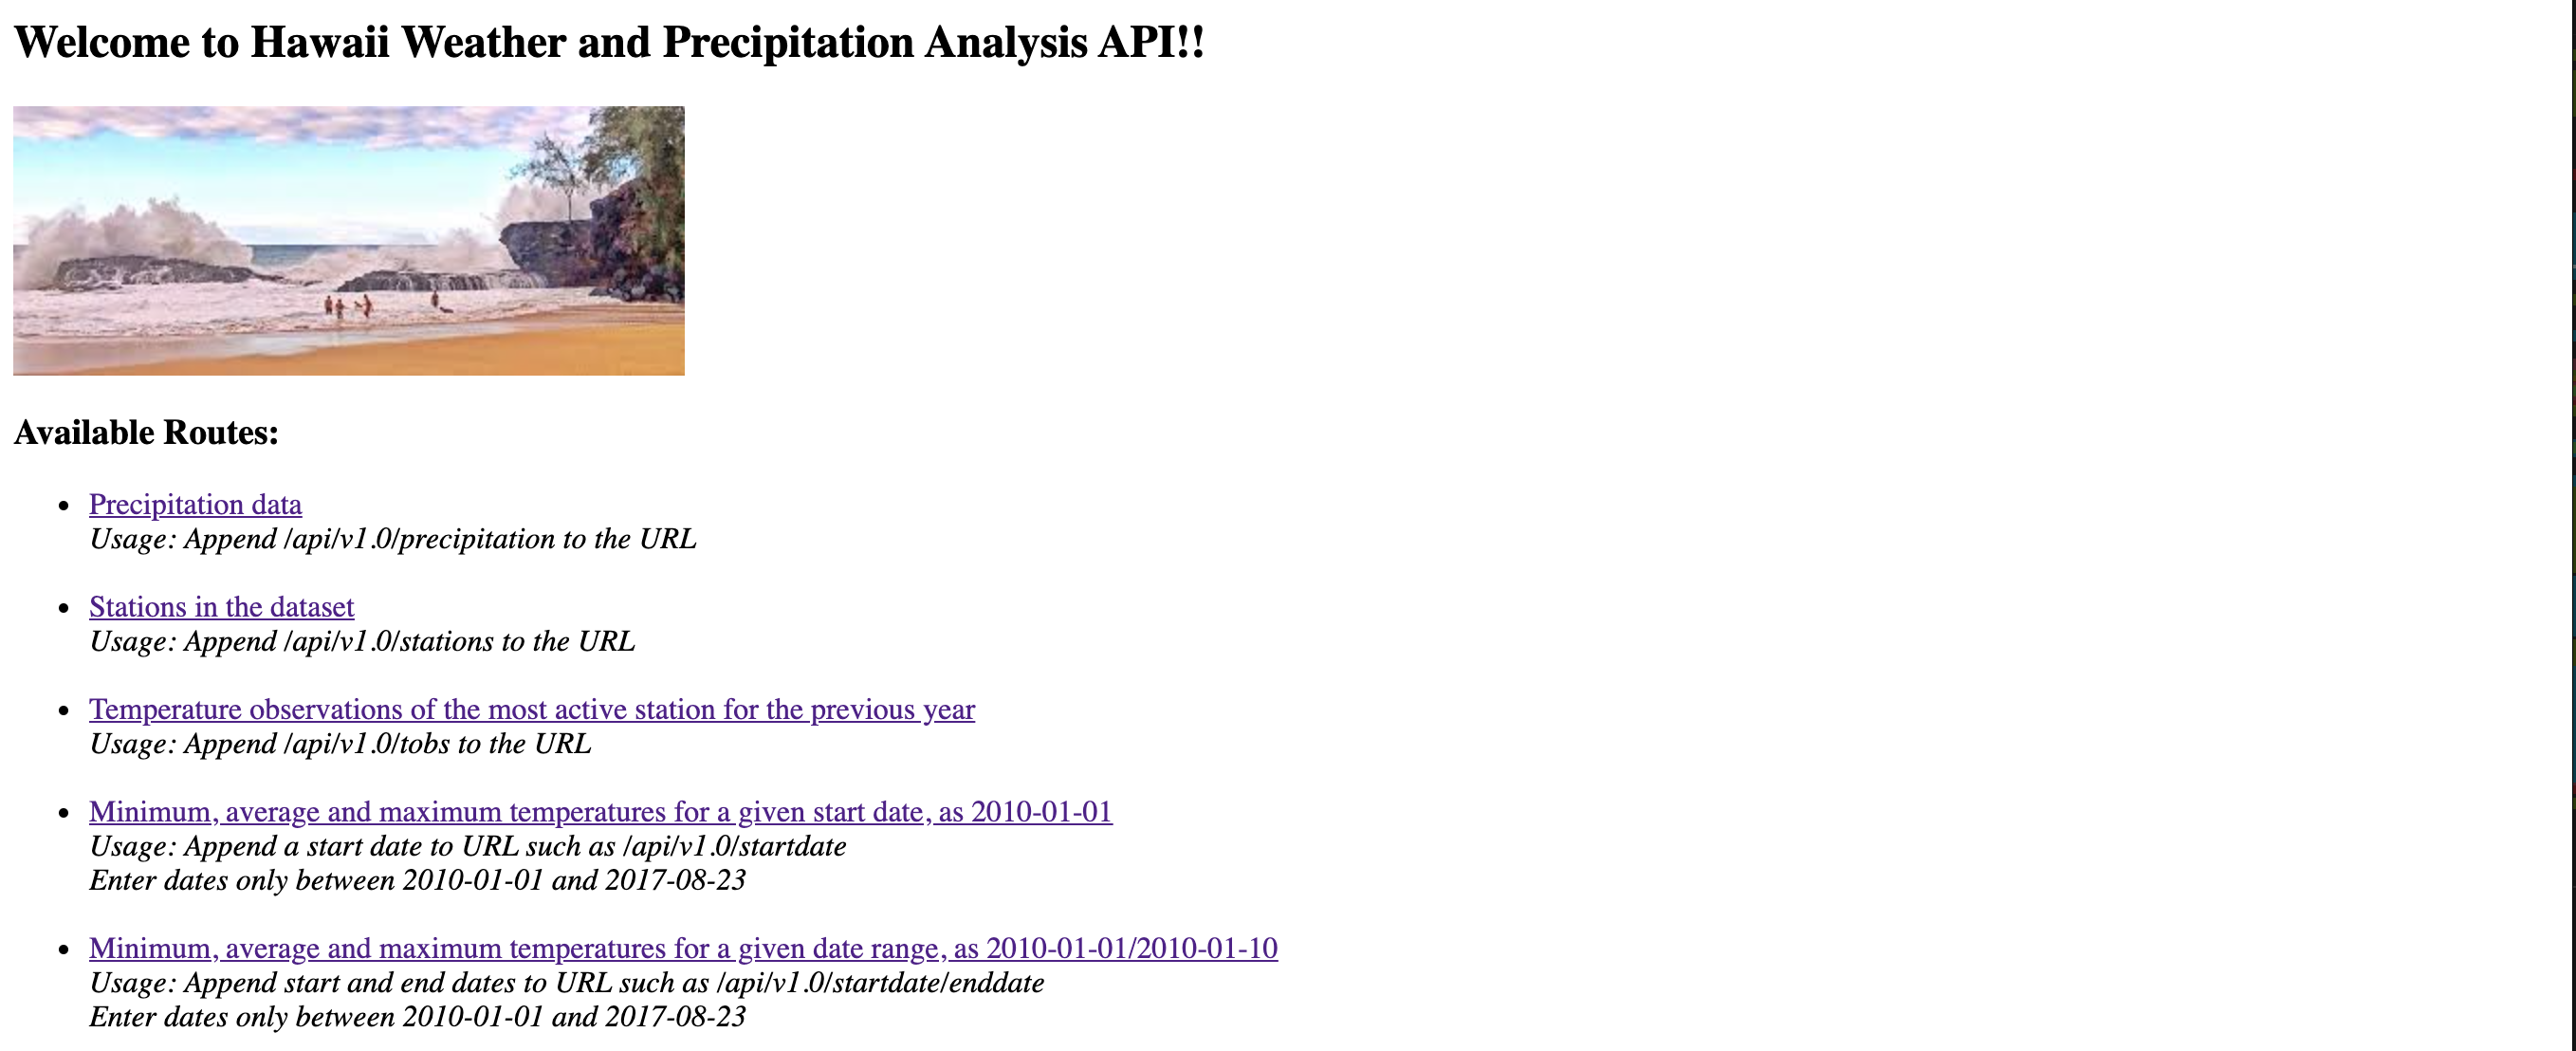 Welcome to Hawaii Weather and Precipitation Analysis API!!
Available Routes:
Precipitation data
Usage: Append /api/v1.0/precipitation to the URL
Stations in the dataset
Usage: Append /api/v1.0/stations to the URL
Temperature observations of the most active station for the previous year
Usage: Append /api/v1.0/tobs to the URL
Minimum, average and maximum temperatures for a given start date, as 2010-01-01
Usage: Append a start date to URL such as /api/v1.0/startdate
Enter dates only between 2010-01-01 and 2017-08-23
Minimum, average and maximum temperatures for a given date range, as 2010-01-01/2010-01-10
Usage: Append start and end dates to URL such as /api/v1.0/startdate/enddate
Enter dates only between 2010-01-01 and 2017-08-23